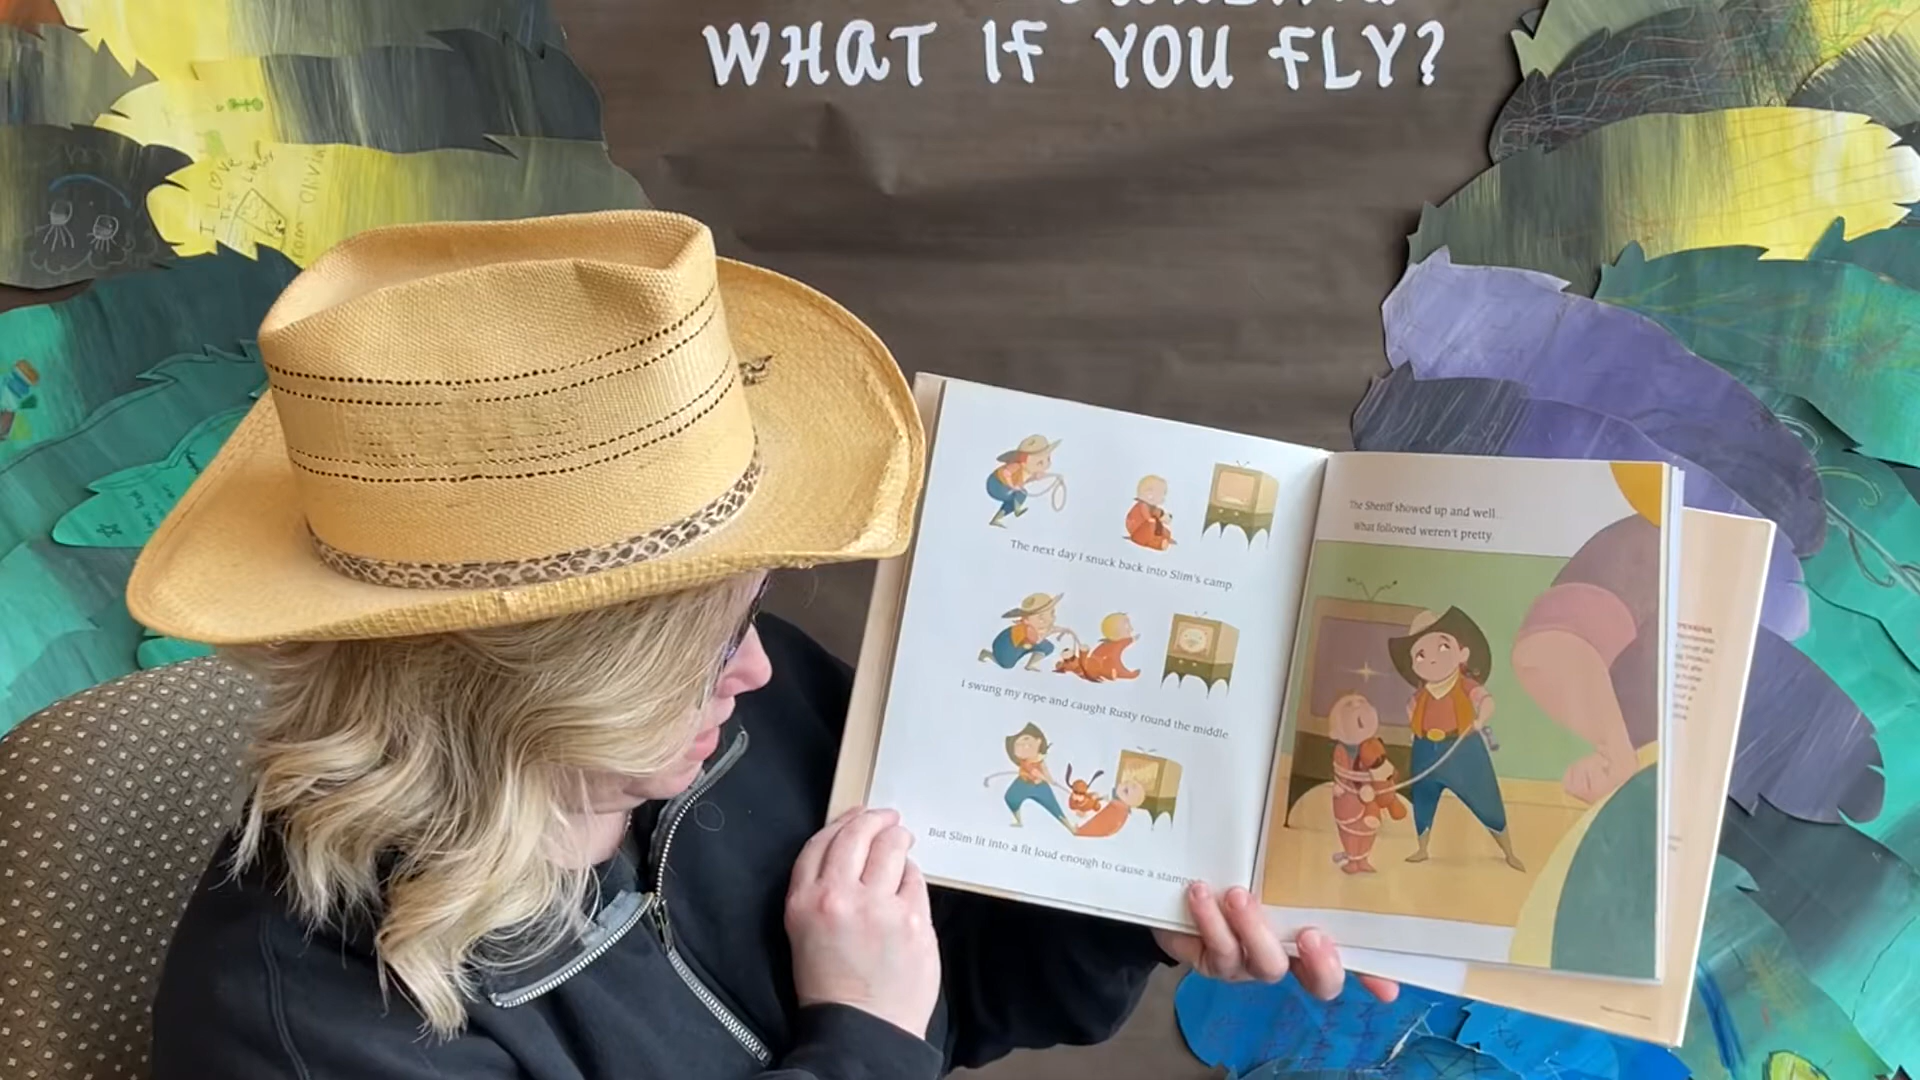 WHAT IF YOU FLY?
I LOVE
THE
The next day I snuck back into Slim's camp.
I swung my rope and caught Rusty round the middle.
But Slim lit into a fit loud enough to cause a
The Sheriff showed up and well...
What followed weren't pretty.